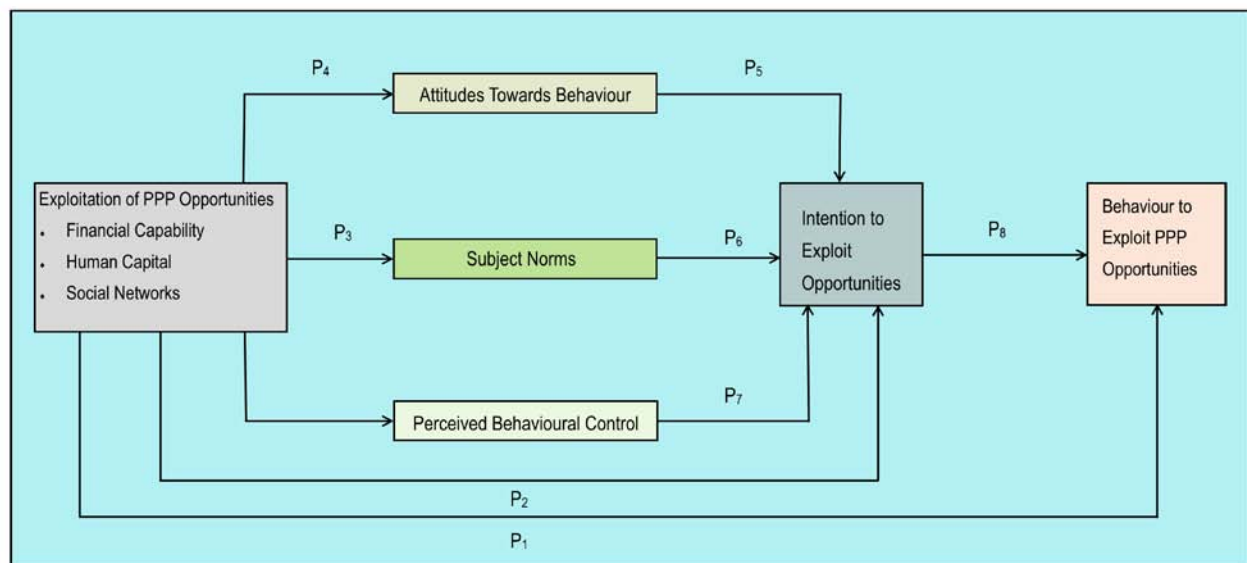 P₄
P₅
Attitudes Towards Behaviour
Exploitation of PPP Opportunities
• Financial Capability
• Human Capital
• Social Networks
P₃
Subject Norms
P₆
Intention to
Exploit
Opportunities
P₈
Behaviour to
Exploit PPP
Opportunities
Perceived Behavioural Control
P₇
P₂
P₁